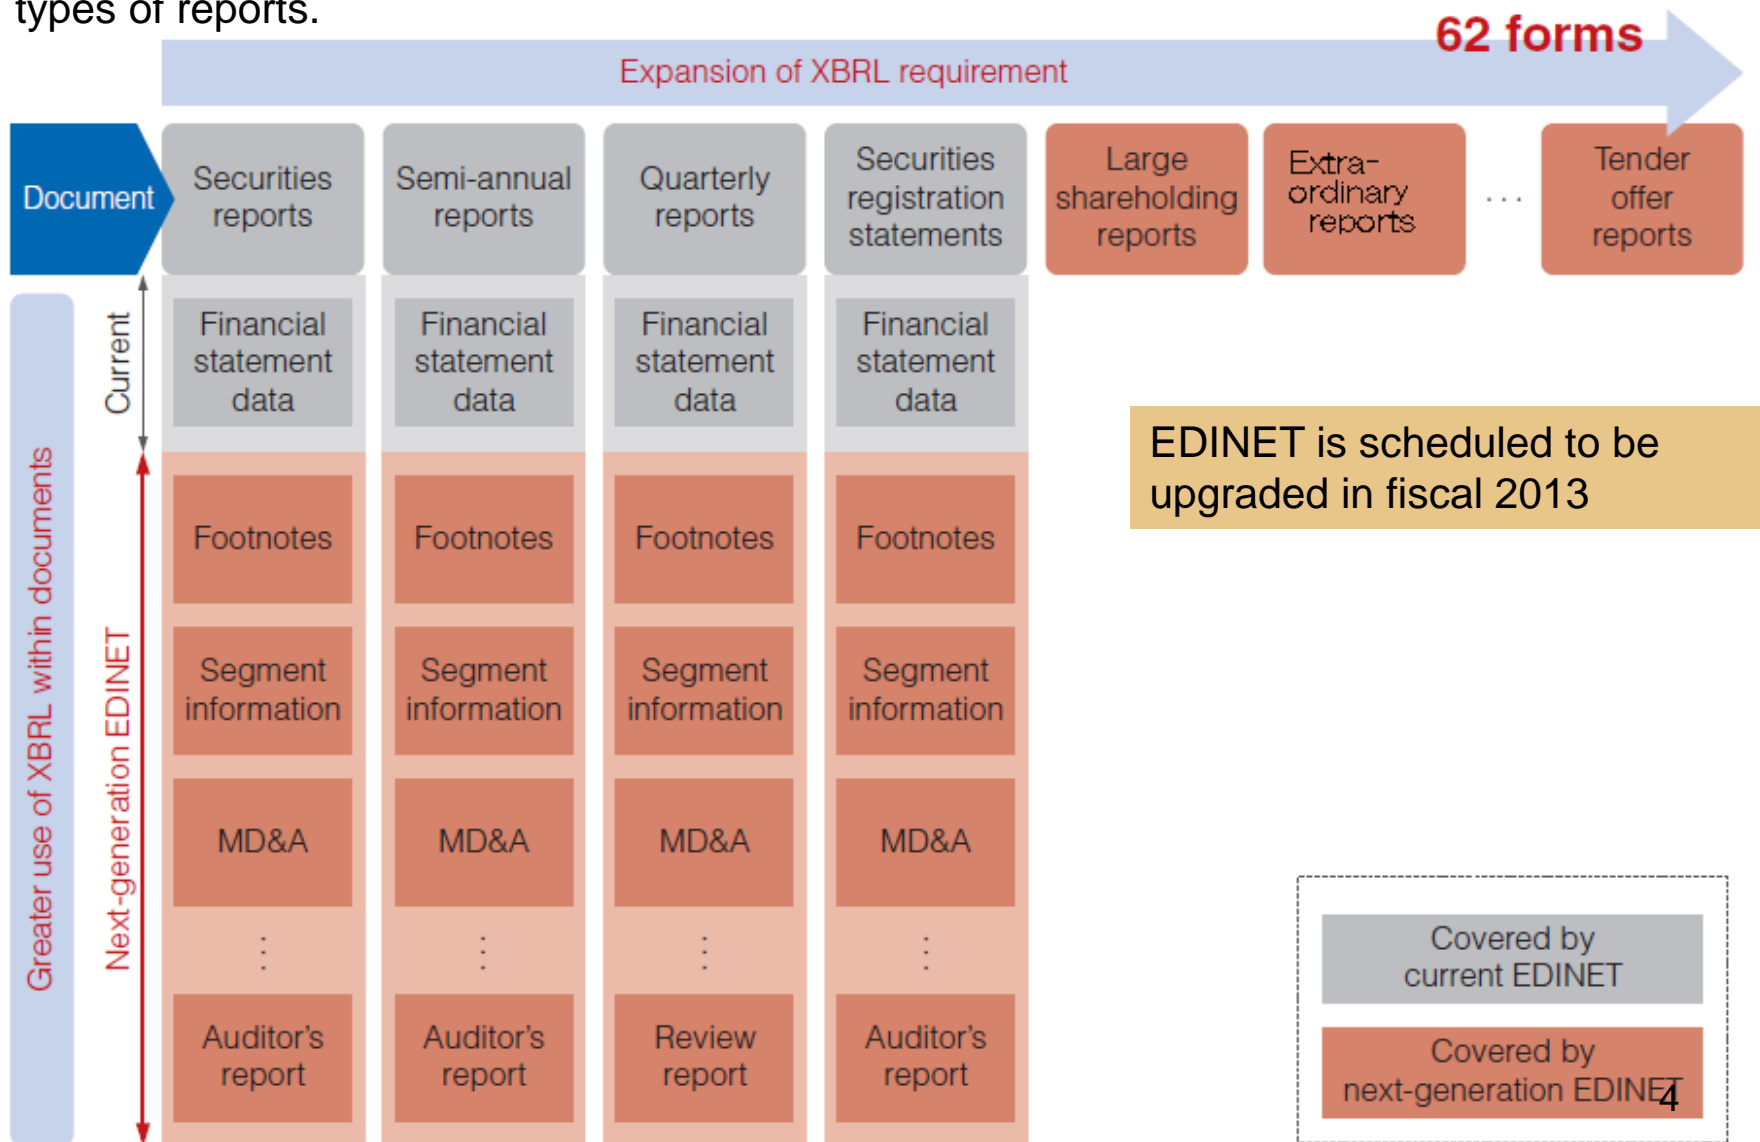 types of reports.
62 forms
Expansion of XBRL requirement
Document
Securities
reports
Semi-annual
reports
Quarterly
reports
Securities
registration
statements
Large
shareholding
reports
Extra-
ordinary
reports
...
Tender
offer
reports
Greater use of XBRL within documents
Current
Financial
statement
data
Financial
statement
data
Financial
statement
data
Financial
statement
data
EDINET is scheduled to be
upgraded in fiscal 2013
Next-generation EDINET
Footnotes
Footnotes
Footnotes
Footnotes
Segment
information
Segment
information
Segment
information
Segment
information
MD&A
MD&A
MD&A
MD&A
⋮
⋮
⋮
⋮
Auditor's
report
Auditor's
report
Review
report
Auditor's
report
Covered by
current EDINET
Covered by
next-generation EDINET
4